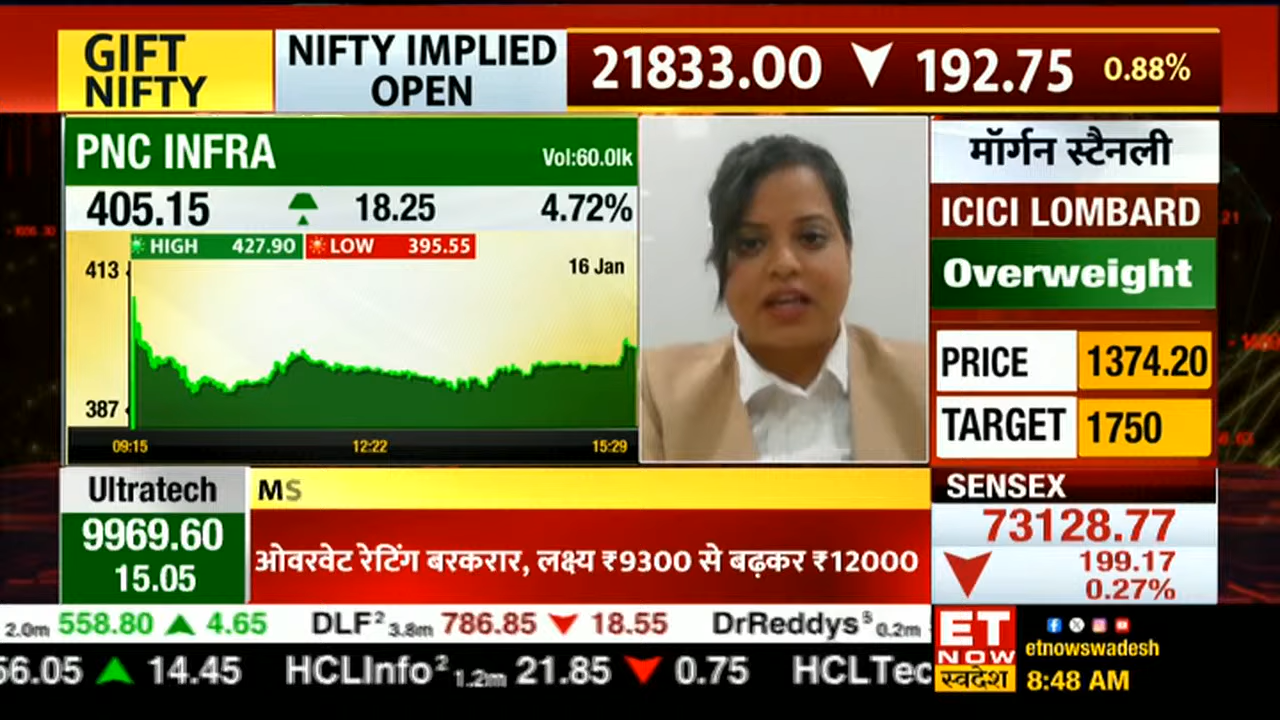 GIFT
NIFTY
NIFTY IMPLIED
OPEN
21833.00 192.75 0.88%
PNC INFRA
Vol:60.0lk
405.15 18.25 4.72%
HIGH 427.90 LOW 395.55
413
16 Jan
387
09:15 12:22 15:29
मॉर्गन स्टैनली
ICICI LOMBARD
Overweight
PRICE 1374.20
TARGET 1750
Ultratech
9969.60
15.05
MS
ओवरवेट रेटिंग बरकरार, लक्ष्य ₹9300 से बढ़कर ₹12000
SENSEX
73128.77
199.17
0.27%
2.0m 558.80 4.65 DLF² 3.8m 786.85 18.55 DrReddys⁵ 0.2m
56.05 14.45 HCLInfo² 1.2m 21.85 0.75 HCLTec
ET
NOW
स्वदेश
etnowswadesh
8:48 AM